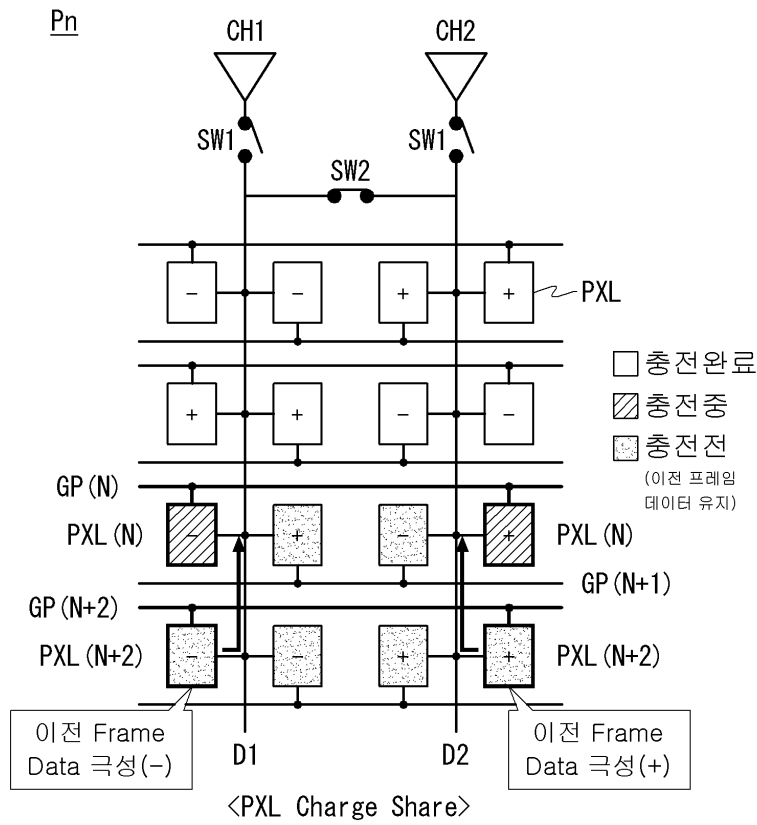 Pn
CH1 CH2
SW1 SW1
SW2
- - + +
PXL
+ + - -
충전완료
충전중
충전전
(이전 프레임
데이터 유지)
GP(N)
PXL(N) - + - + PXL(N)
GP(N+1)
GP(N+2)
PXL(N+2) - - + + PXL(N+2)
이전 Frame
Data 극성(-)
D1 D2
이전 Frame
Data 극성(+)
<PXL Charge Share>